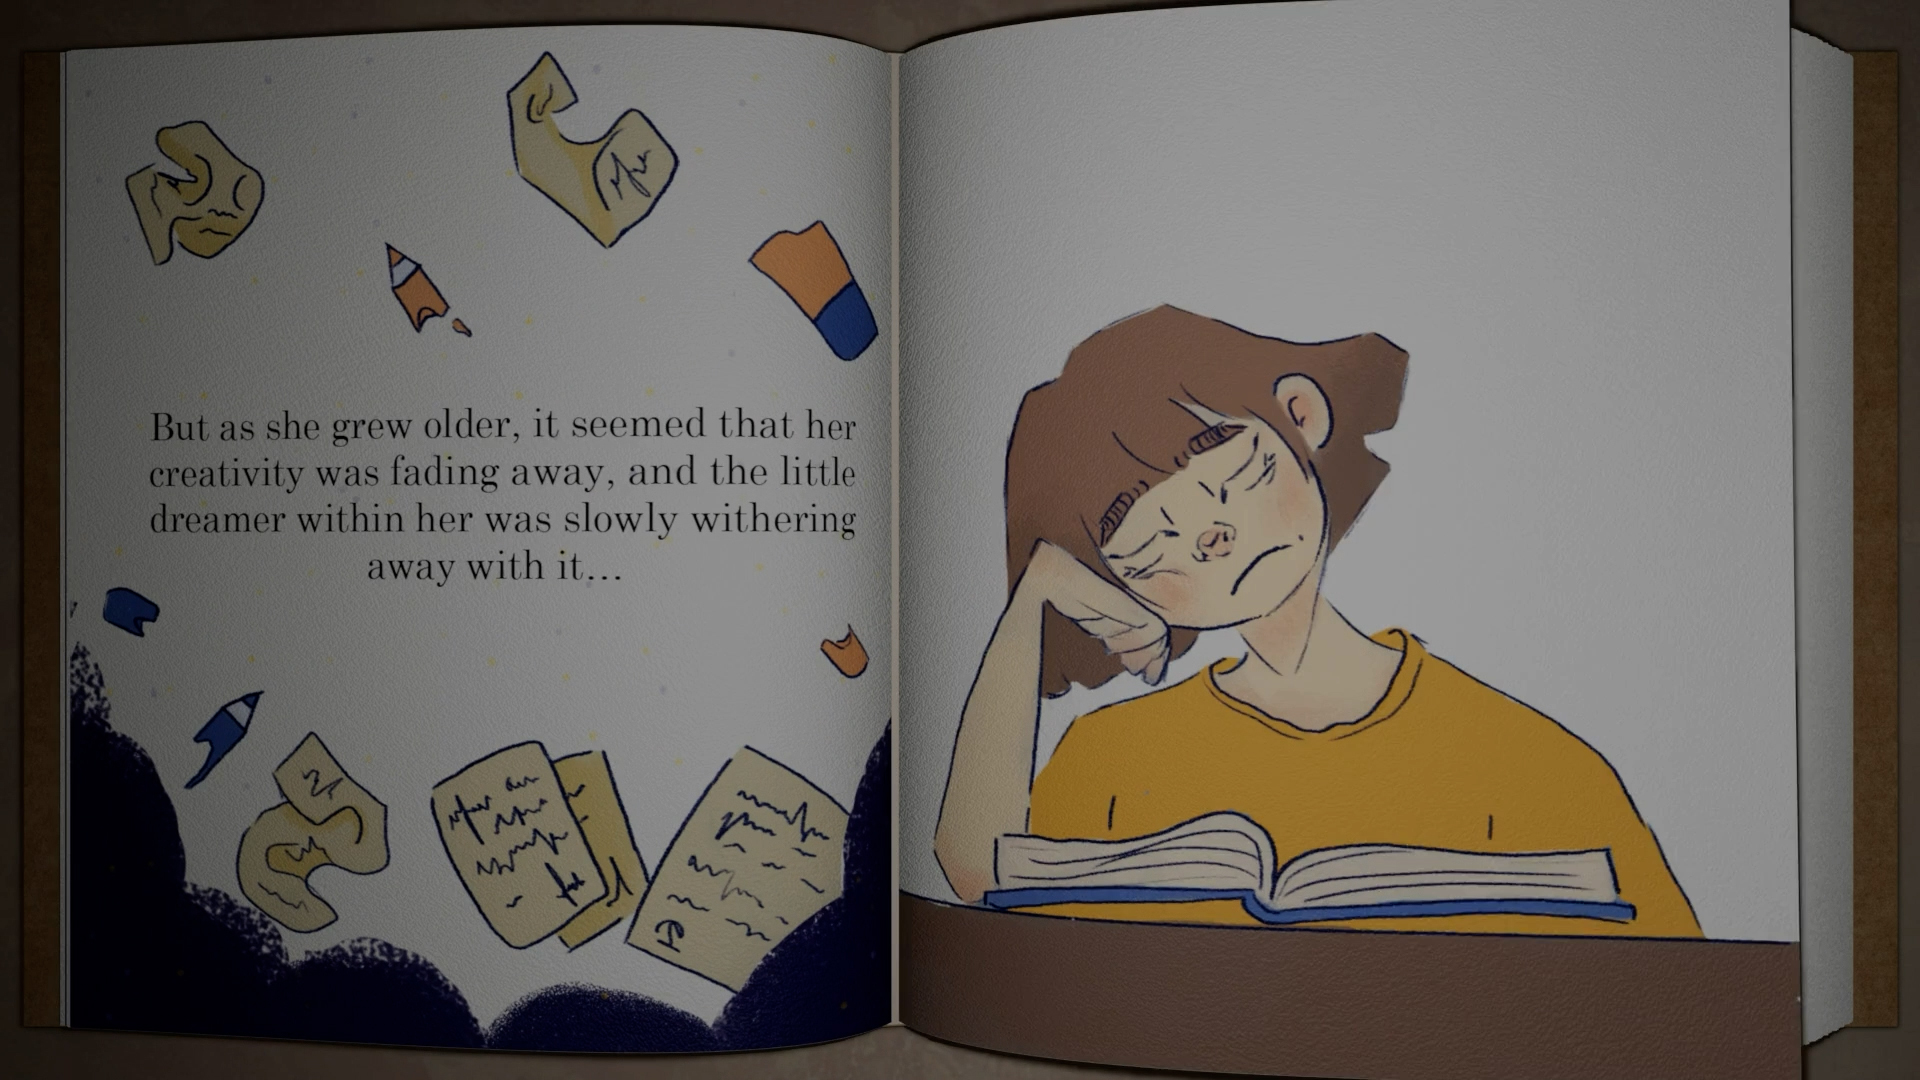 But as she grew older, it seemed that her
creativity was fading away, and the little
dreamer within her was slowly withering
away with it...